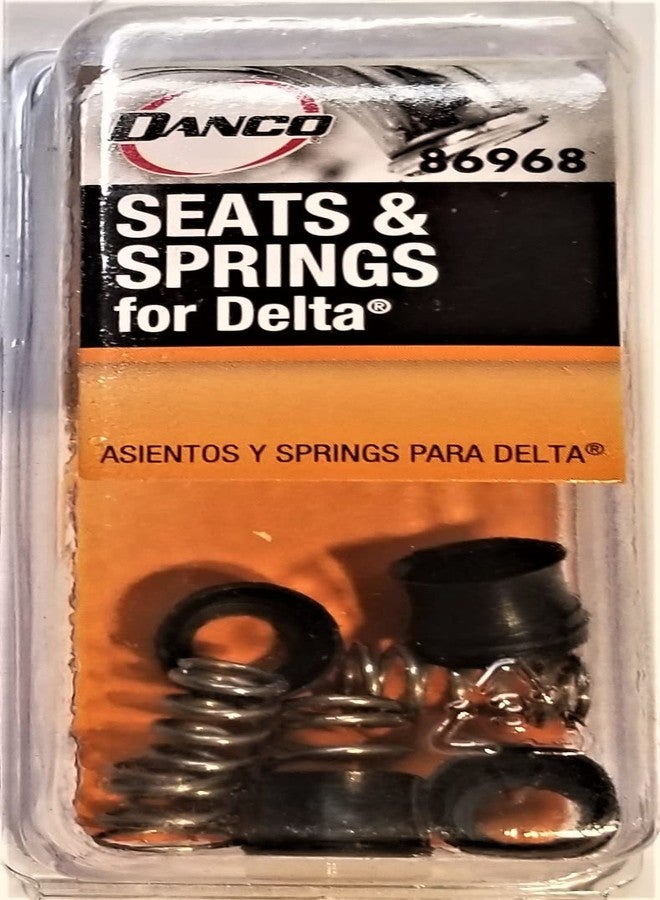 DANCO
86968
SEATS &
SPRINGS
for Delta®
ASIENTOS Y SPRINGS PARA DELTA®